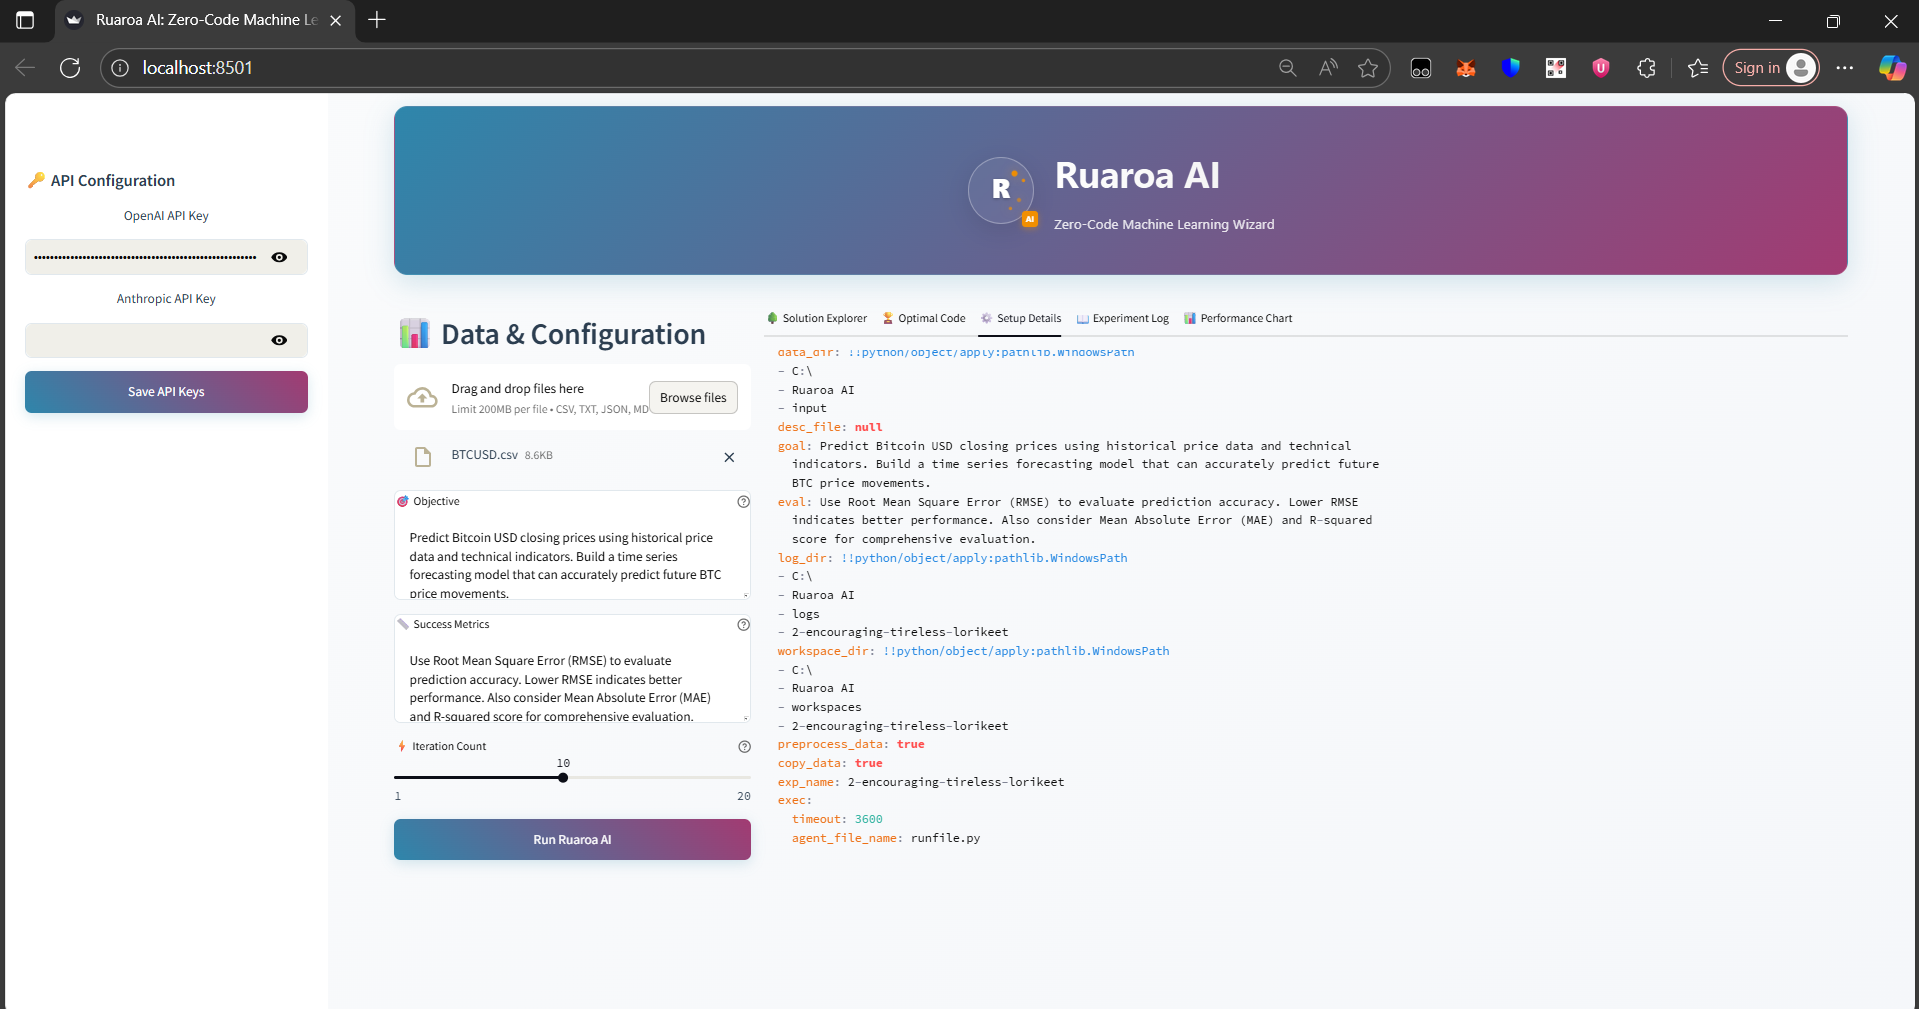 Ruaroa AI: Zero-Code Machine Le
localhost:8501
Sign in
API Configuration
OpenAI API Key
Anthropic API Key
Save API Keys
R
AI
Ruaroa AI
Zero-Code Machine Learning Wizard
Data & Configuration
Drag and drop files here
Limit 200MB per file • CSV, TXT, JSON, MD
Browse files
BTCUSD.csv 8.6KB
Objective
Predict Bitcoin USD closing prices using historical price
data and technical indicators. Build a time series
forecasting model that can accurately predict future BTC
price movements.
Success Metrics
Use Root Mean Square Error (RMSE) to evaluate
prediction accuracy. Lower RMSE indicates better
performance. Also consider Mean Absolute Error (MAE)
and R-squared score for comprehensive evaluation.
Iteration Count
10
1
20
Run Ruaroa AI
Solution Explorer
Optimal Code
Setup Details
Experiment Log
Performance Chart
data_dir: !!python/object/apply:pathlib.WindowsPath
- C:\
- Ruaroa AI
- input
desc_file: null
goal: Predict Bitcoin USD closing prices using historical price data and technical
indicators. Build a time series forecasting model that can accurately predict future
BTC price movements.
eval: Use Root Mean Square Error (RMSE) to evaluate prediction accuracy. Lower RMSE
indicates better performance. Also consider Mean Absolute Error (MAE) and R-squared
score for comprehensive evaluation.
log_dir: !!python/object/apply:pathlib.WindowsPath
- C:\
- Ruaroa AI
- logs
- 2-encouraging-tireless-lorikeet
workspace_dir: !!python/object/apply:pathlib.WindowsPath
- C:\
- Ruaroa AI
- workspaces
- 2-encouraging-tireless-lorikeet
preprocess_data: true
copy_data: true
exp_name: 2-encouraging-tireless-lorikeet
exec:
timeout: 3600
agent_file_name: runfile.py